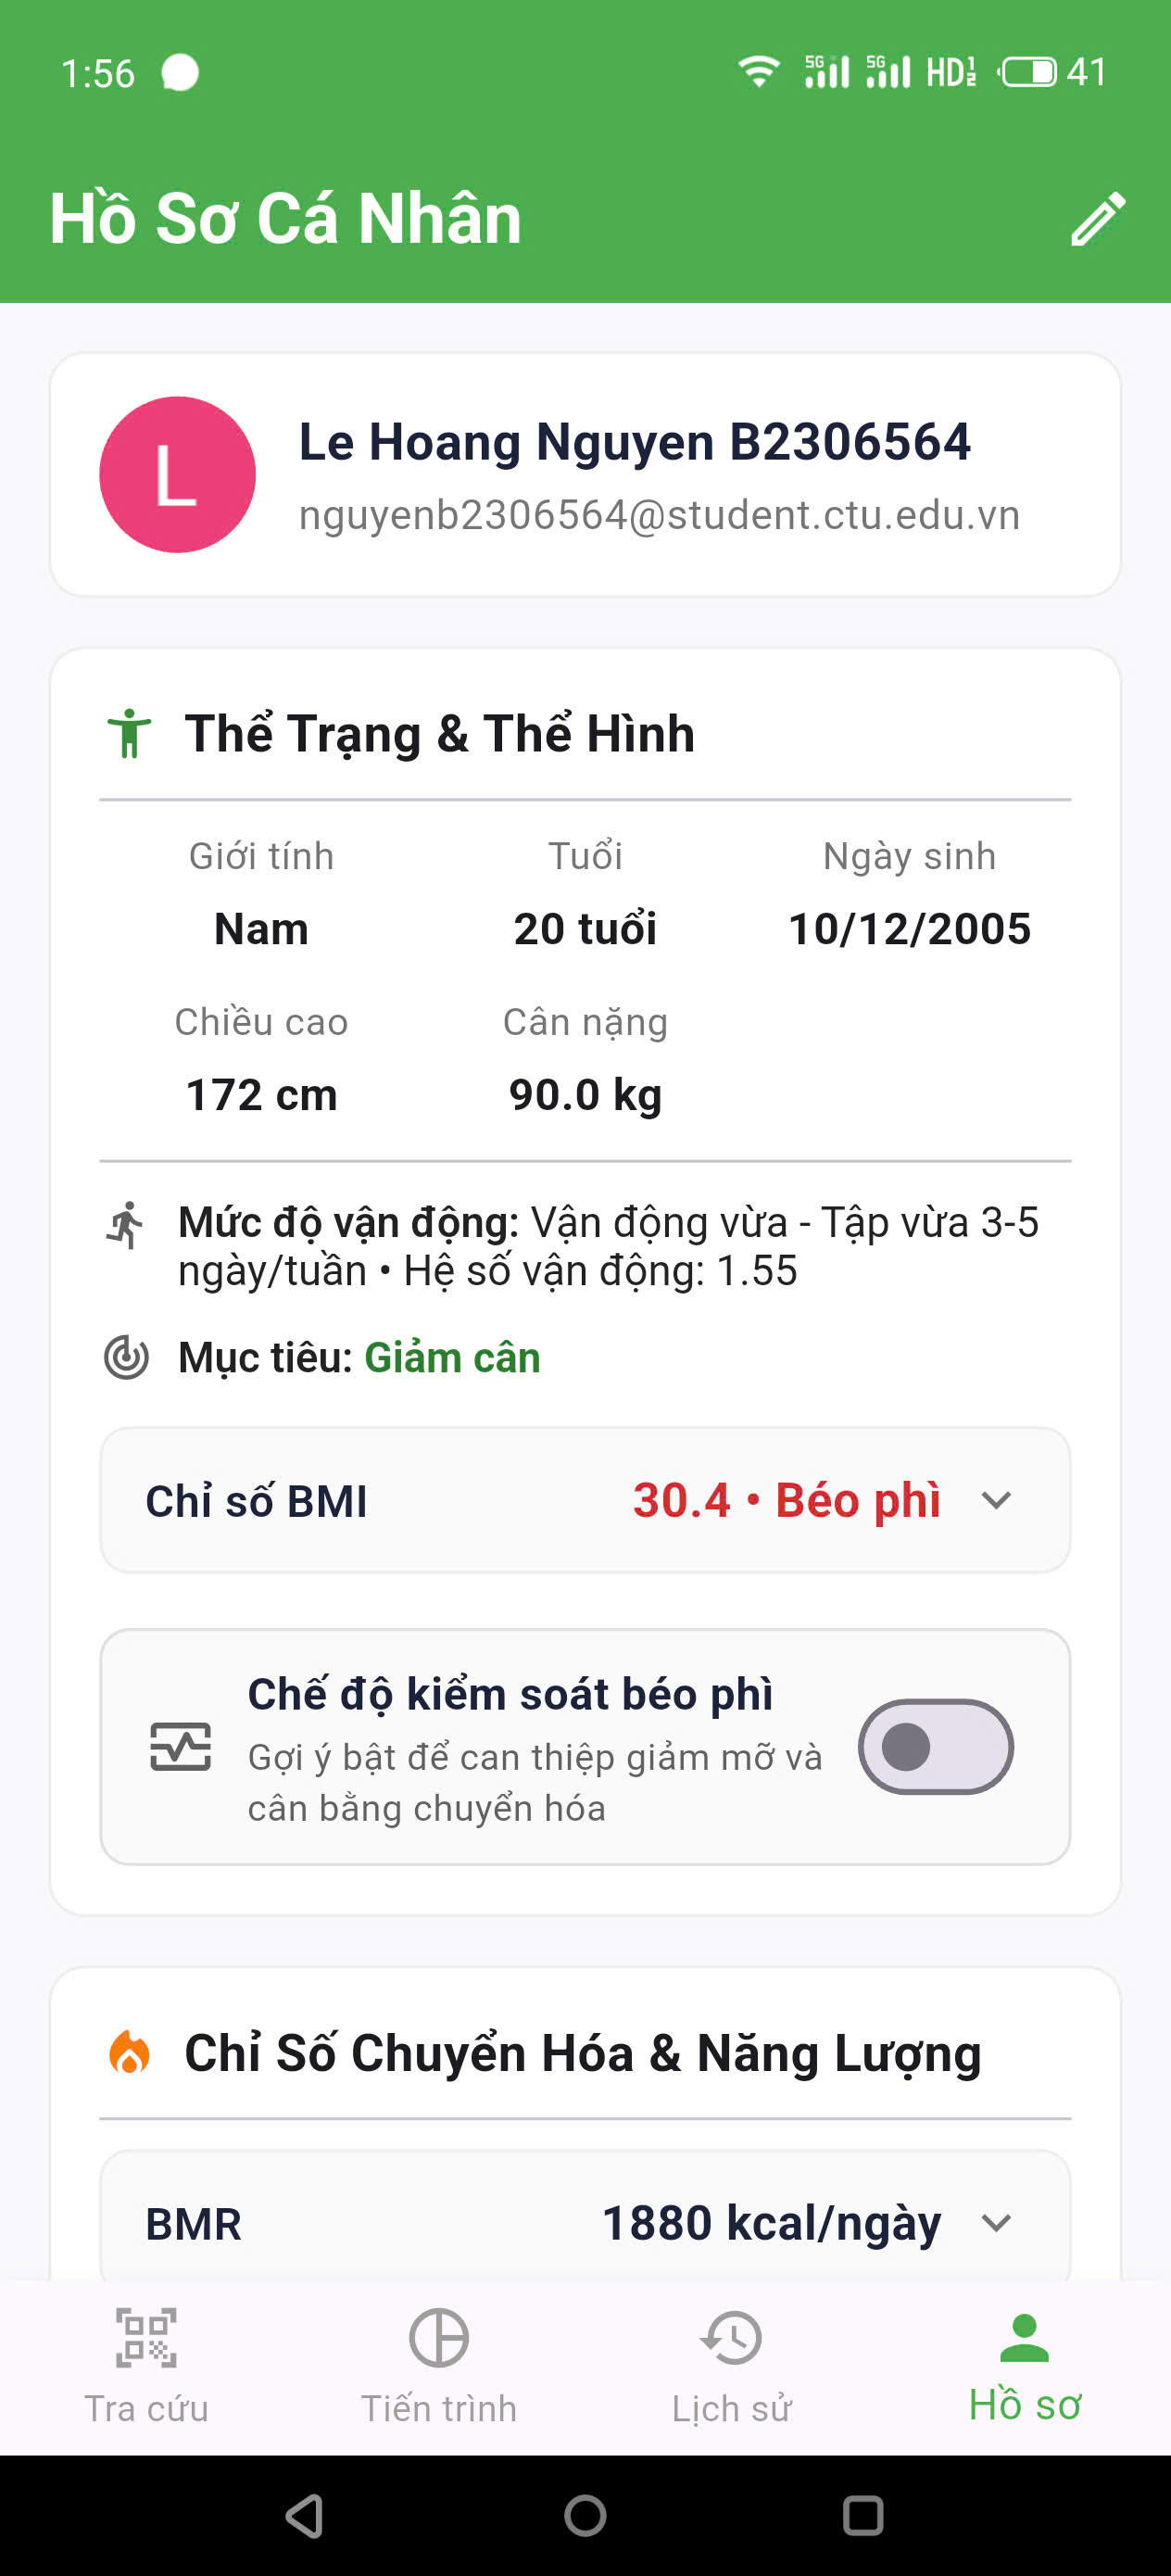 1:56
5G 5G HD 1 2 41
Hồ Sơ Cá Nhân
L
Le Hoang Nguyen B2306564
nguyenb2306564@student.ctu.edu.vn
Thể Trạng & Thể Hình
Giới tính Tuổi Ngày sinh
Nam 20 tuổi 10/12/2005
Chiều cao Cân nặng
172 cm 90.0 kg
Mức độ vận động: Vận động vừa - Tập vừa 3-5
ngày/tuần • Hệ số vận động: 1.55
Mục tiêu: Giảm cân
Chỉ số BMI 30.4 • Béo phì
Chế độ kiểm soát béo phì
Gợi ý bật để can thiệp giảm mỡ và
cân bằng chuyển hóa
Chỉ Số Chuyển Hóa & Năng Lượng
BMR 1880 kcal/ngày
Tra cứu Tiến trình Lịch sử Hồ sơ